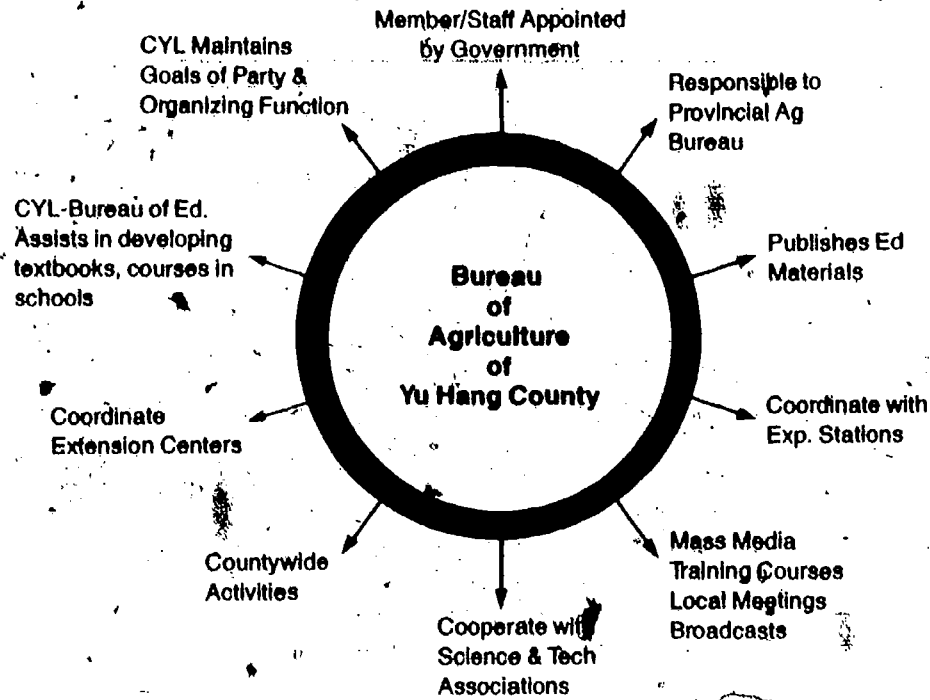 Member/Staff Appointed
by Government
CYL Maintains
Goals of Party &
Organizing Function
Responsible to
Provincial Ag
Bureau
CYL-Bureau of Ed.
Assists in developing
textbooks, courses in
schools
Publishes Ed
Materials
Bureau
of
Agriculture
of
Yu Hang County
Coordinate
Extension Centers
Coordinate with
Exp. Stations
Countywide
Activities
Mass Media
Training Courses
Local Meetings
Broadcasts
Cooperate with
Science & Tech
Associations